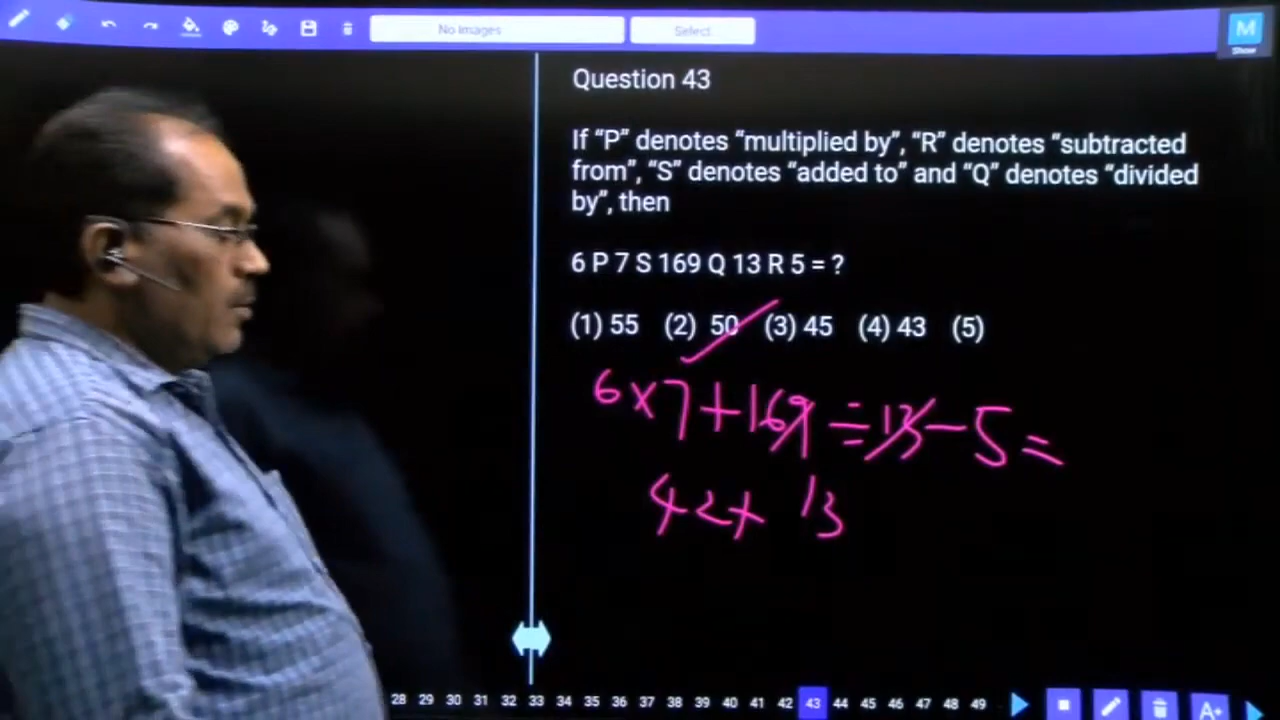 No Images
Select
M
Show
Question 43
If “P” denotes “multiplied by”, “R” denotes “subtracted
from”, “S” denotes “added to” and “Q” denotes “divided
by”, then
6 P 7 S 169 Q 13 R 5 = ?
(1) 55 (2) 50 (3) 45 (4) 43 (5)
6 × 7 + 169 ÷ 13 - 5 =
42 + 13
28 29 30 31 32 33 34 35 36 37 38 39 40 41 42 43 44 45 46 47 48 49
A+